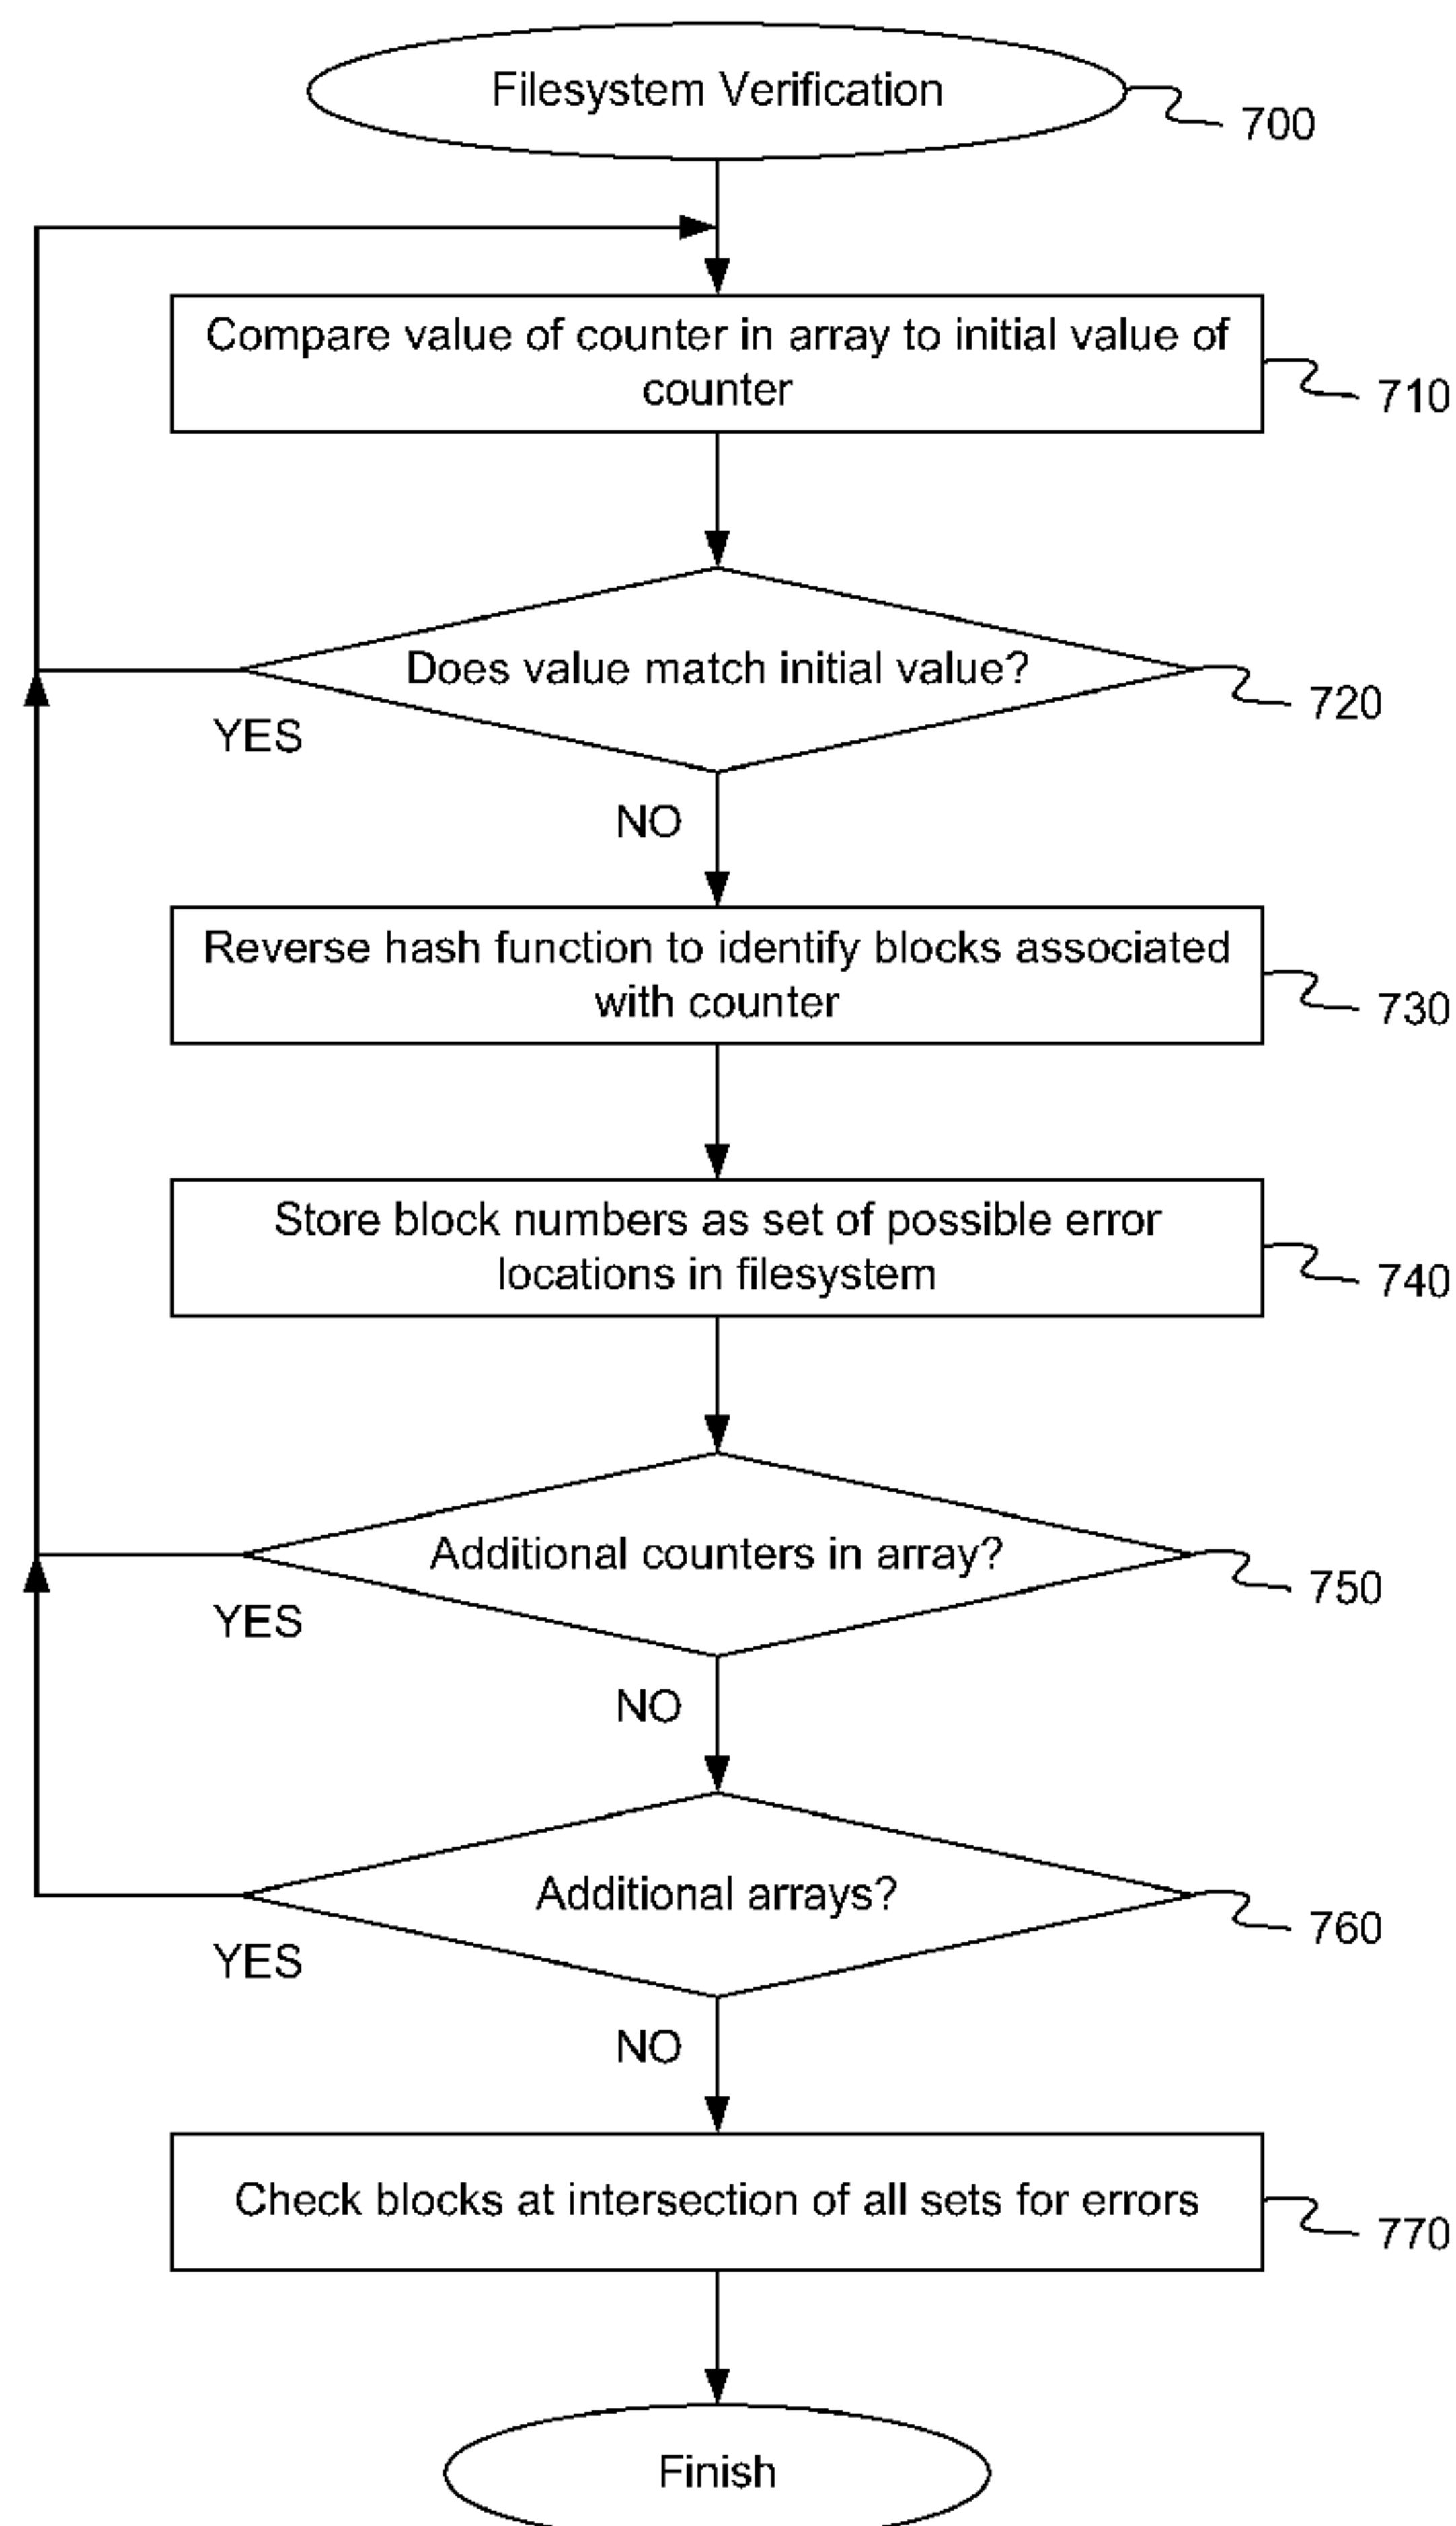 Filesystem Verification
700
Compare value of counter in array to initial value of
counter
710
Does value match initial value?
720
YES
NO
Reverse hash function to identify blocks associated
with counter
730
Store block numbers as set of possible error
locations in filesystem
740
Additional counters in array?
750
YES
NO
Additional arrays?
760
YES
NO
Check blocks at intersection of all sets for errors
770
Finish